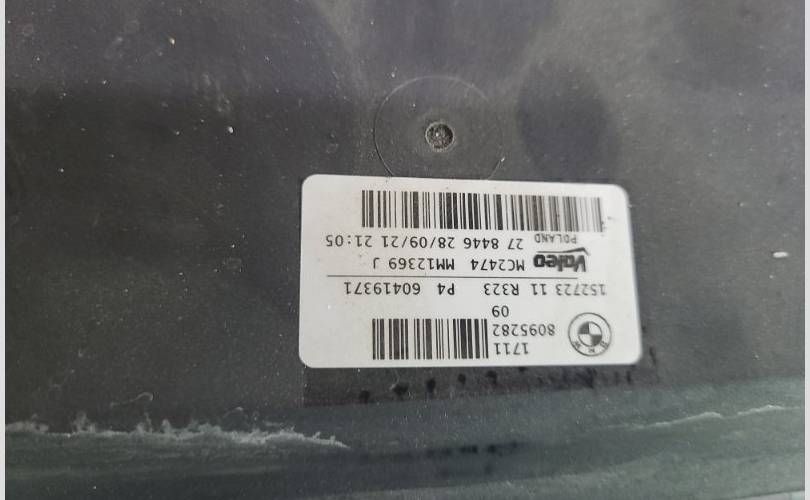 1711
8095282
09
152723 11 R323 P4 60419371
Valeo MC2474 MM12369 J
POLAND 27 8446 28/09/21 21:05